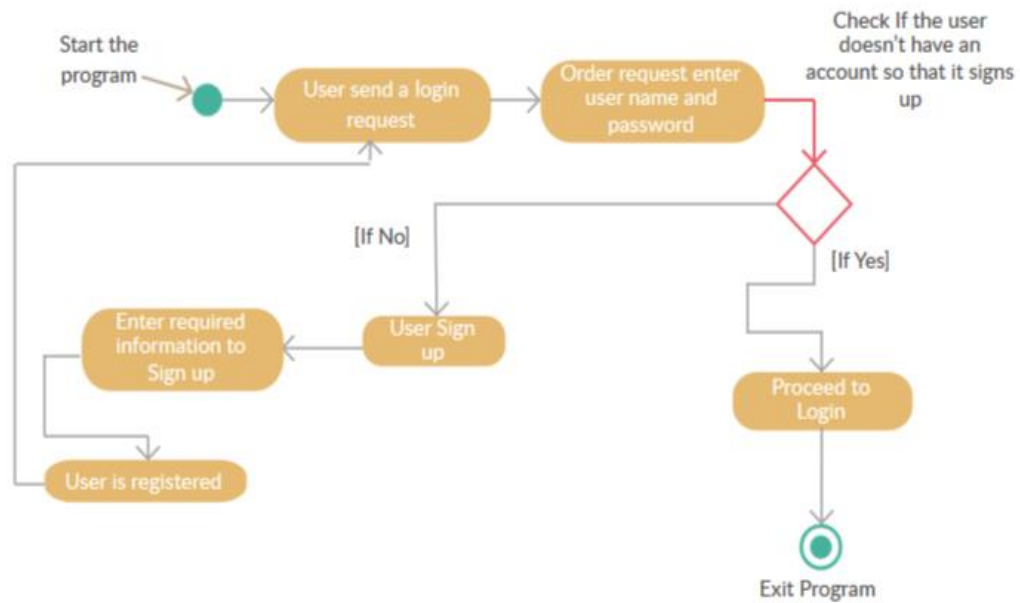 Start the
program
User send a login
request
Order request enter
user name and
password
Check If the user
doesn't have an
account so that it signs
up
[If No]
[If Yes]
User Sign
up
Enter required
information to
Sign up
User is registered
Proceed to
Login
Exit Program